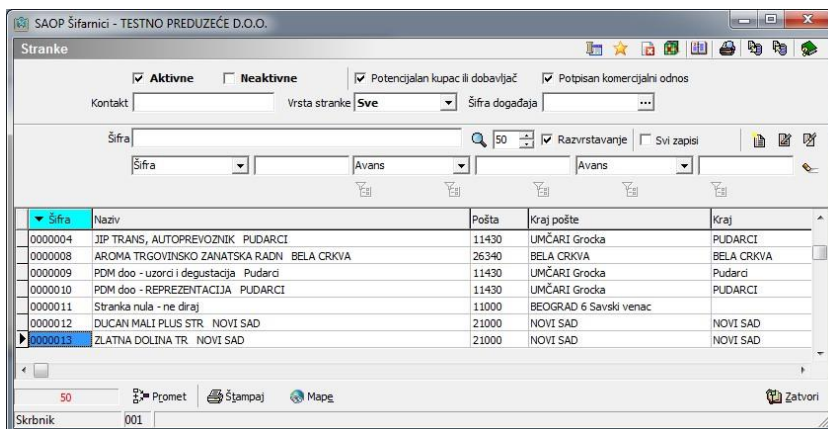 SAOP Šifarnici - TESTNO PREDUZEĆE D.O.O.
Stranke
Aktivne Neaktivne Potencijalan kupac ili dobavljač Potpisan komercijalni odnos
Kontakt Vrsta stranke Sve Šifra događaja ...
Šifra 50 Razvrstavanje Svi zapisi
Šifra Avans Avans
Šifra Naziv Pošta Kraj pošte Kraj
0000004 JIP TRANS, AUTOPREVOZNIK PUDARCI 11430 UMČARI Grocka PUDARCI
0000008 AROMA TRGOVINSKO ZANATSKA RADN BELA CRKVA 26340 BELA CRKVA BELA CRKVA
0000009 PDM doo - uzorci i degustacija Pudarci 11430 UMČARI Grocka Pudarci
0000010 PDM doo - REPREZENTACIJA PUDARCI 11430 UMČARI Grocka PUDARCI
0000011 Stranka nula - ne diraj 11000 BEOGRAD 6 Savski venac
0000012 DUCAN MALI PLUS STR NOVI SAD 21000 NOVI SAD NOVI SAD
0000013 ZLATNA DOLINA TR NOVI SAD 21000 NOVI SAD NOVI SAD
50 Promet Štampaj Mape Zatvori
Skrbnik 001